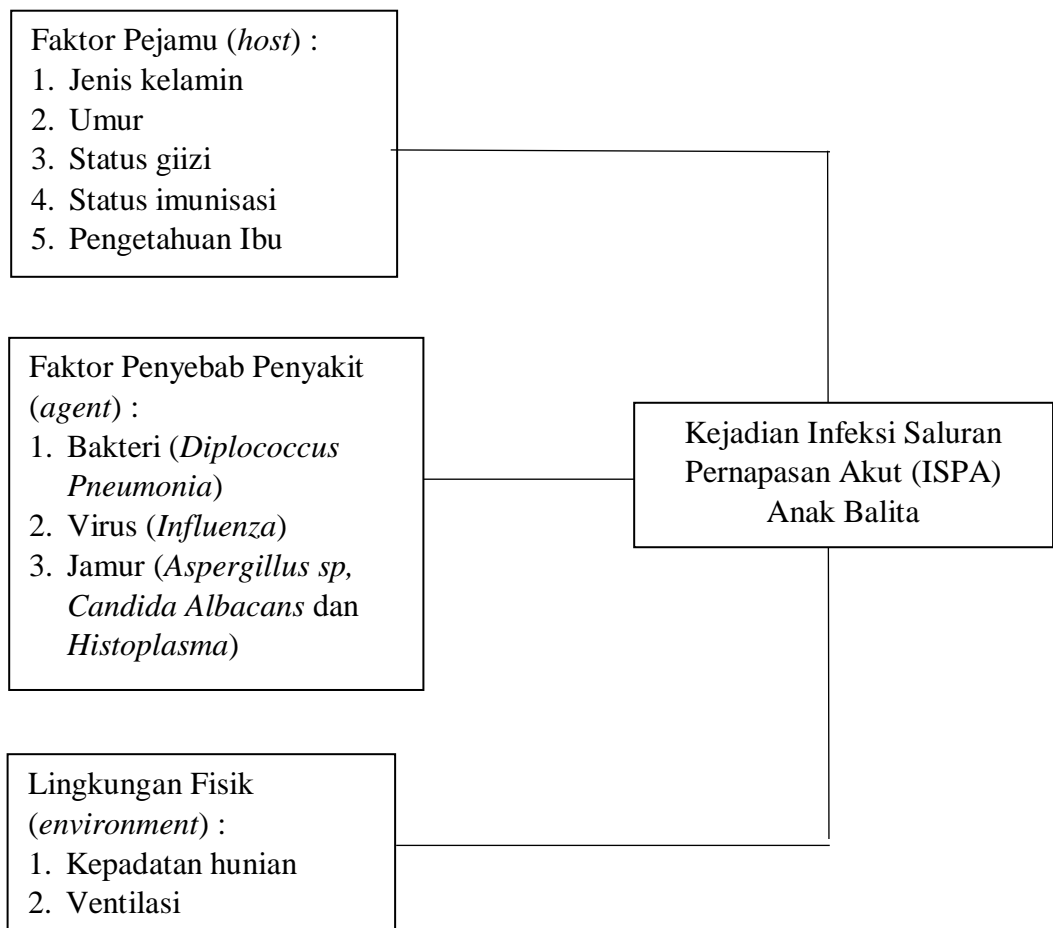 Faktor Pejamu (host) :
1. Jenis kelamin
2. Umur
3. Status giizi
4. Status imunisasi
5. Pengetahuan Ibu
Faktor Penyebab Penyakit
(agent) :
1. Bakteri (Diplococcus
Pneumonia)
2. Virus (Influenza)
3. Jamur (Aspergillus sp,
Candida Albacans dan
Histoplasma)
Kejadian Infeksi Saluran
Pernapasan Akut (ISPA)
Anak Balita
Lingkungan Fisik
(environment) :
1. Kepadatan hunian
2. Ventilasi